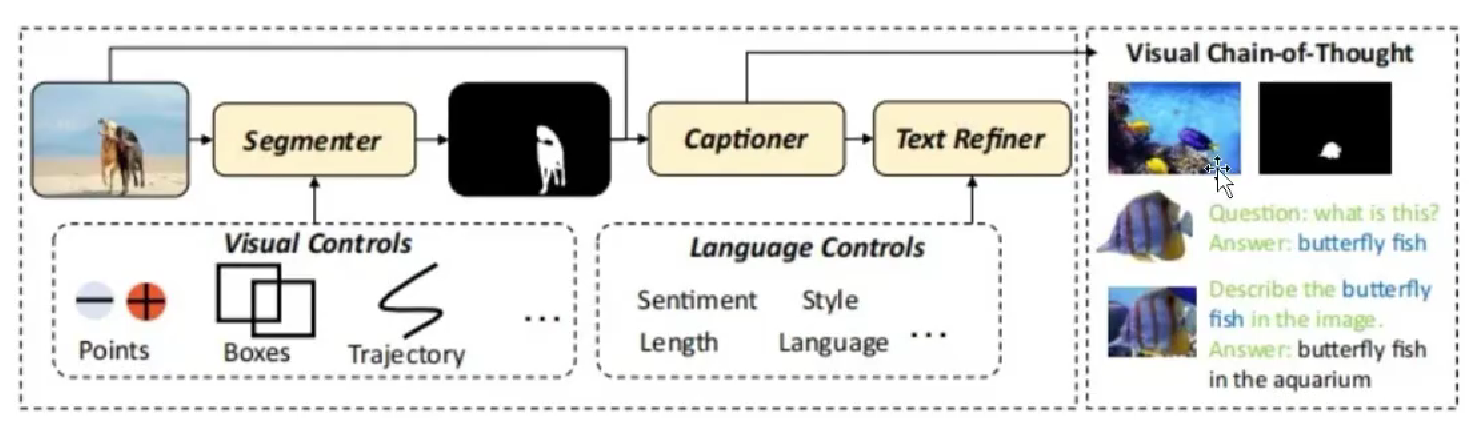 Visual Chain-of-Thought
Segmenter
Captioner
Text Refiner
Visual Controls
Points
Boxes
Trajectory
...
Language Controls
Sentiment Style
Length Language ...
Question: what is this?
Answer: butterfly fish
Describe the butterfly
fish in the image.
Answer: butterfly fish
in the aquarium